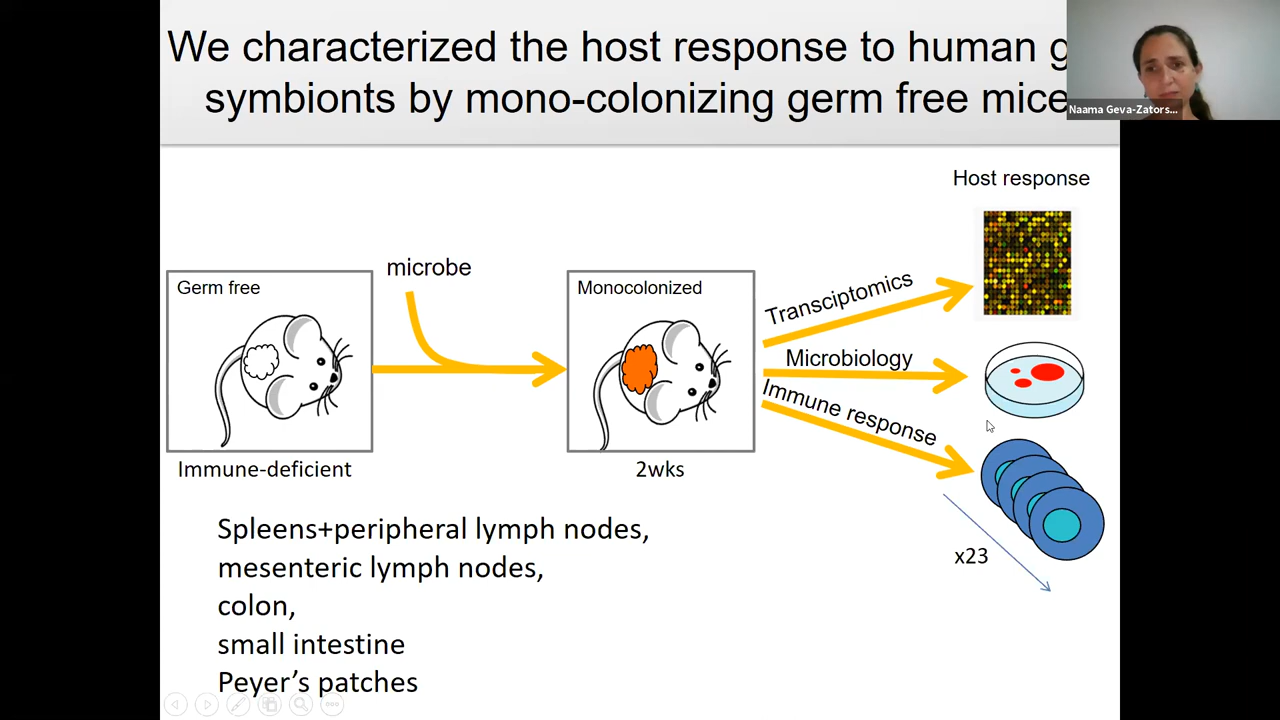 We characterized the host response to human g
symbionts by mono-colonizing germ free mice
Naama Geva-Zators...
Host response
microbe
Germ free
Monocolonized
Transciptomics
Microbiology
Immune response
Immune-deficient
2wks
x23
Spleens+peripheral lymph nodes,
mesenteric lymph nodes,
colon,
small intestine
Peyer’s patches